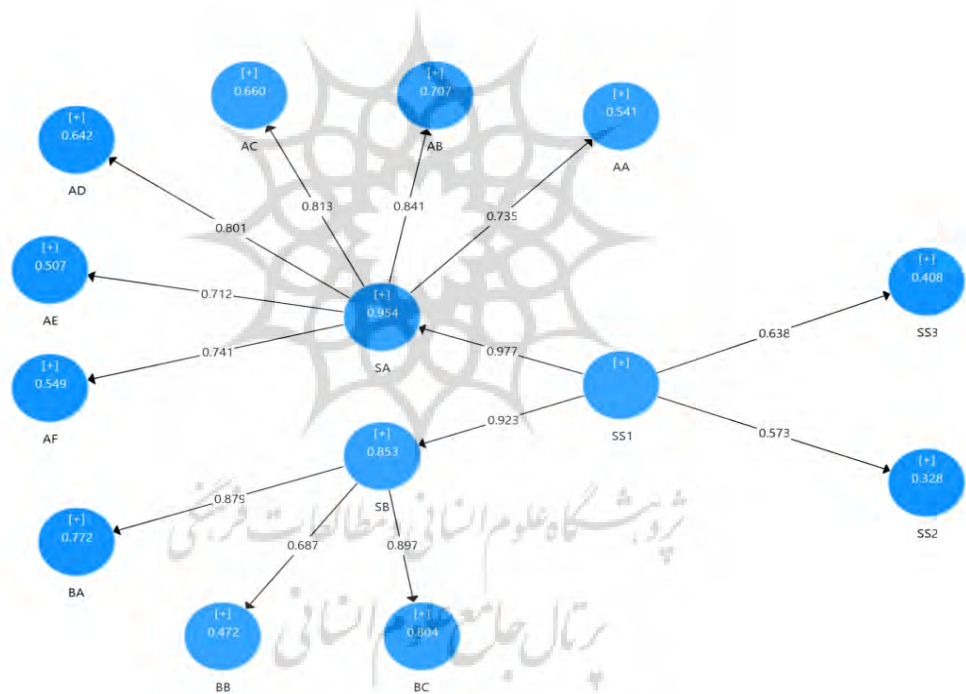 [+]
0.660
AC
[+]
0.707
AB
[+]
0.541
AA
[+]
0.642
AD
0.813
0.841
0.735
0.801
[+]
0.507
AE
0.712
[+]
0.954
SA
[+]
0.408
SS3
0.638
[+]
0.549
AF
0.741
0.977
[+]
SS1
0.923
0.573
[+]
0.853
SB
[+]
0.328
SS2
0.879
0.687
0.897
[+]
0.772
BA
پژوهشگاه علوم انسانی و مطالعات فرهنگی
[+]
0.472
BB
[+]
0.804
BC
پرتال جامع علوم انسانی